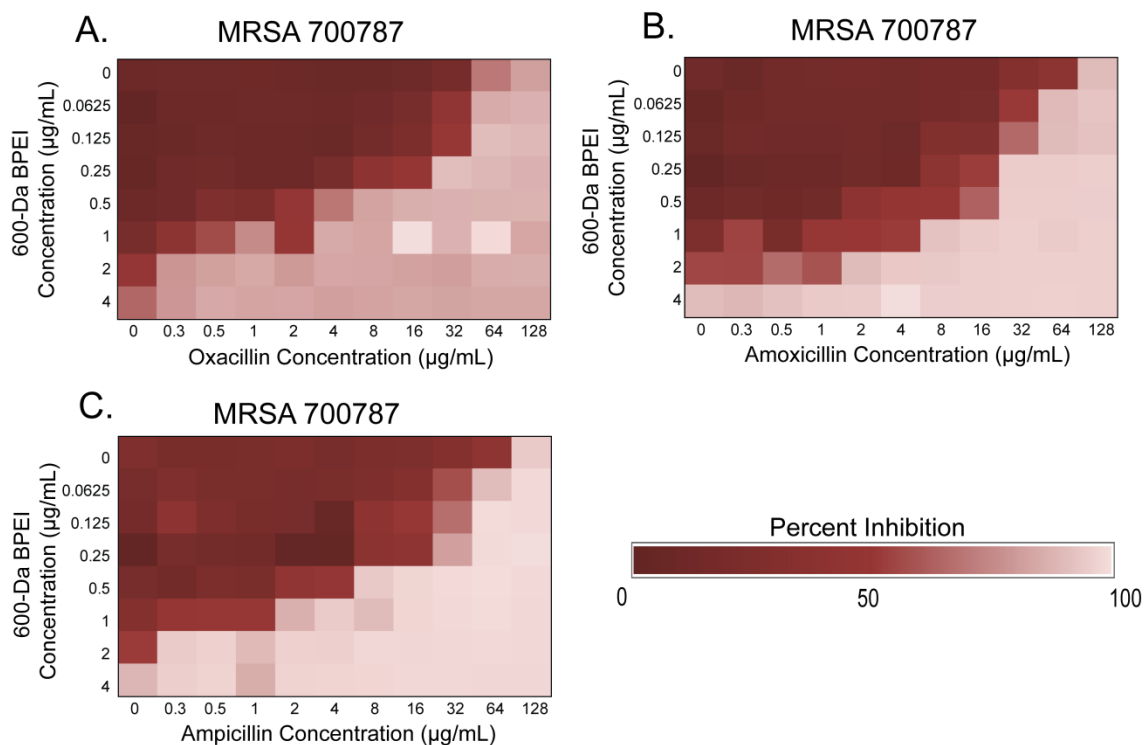 A.
MRSA 700787
600-Da BPEI
Concentration (µg/mL)
0
0.0625
0.125
0.25
0.5
1
2
4
0 0.3 0.5 1 2 4 8 16 32 64 128
Oxacillin Concentration (µg/mL)
B.
MRSA 700787
600-Da BPEI
Concentration (µg/mL)
0
0.0625
0.125
0.25
0.5
1
2
4
0 0.3 0.5 1 2 4 8 16 32 64 128
Amoxicillin Concentration (µg/mL)
C.
MRSA 700787
600-Da BPEI
Concentration (µg/mL)
0
0.0625
0.125
0.25
0.5
1
2
4
0 0.3 0.5 1 2 4 8 16 32 64 128
Ampicillin Concentration (µg/mL)
Percent Inhibition
0 50 100